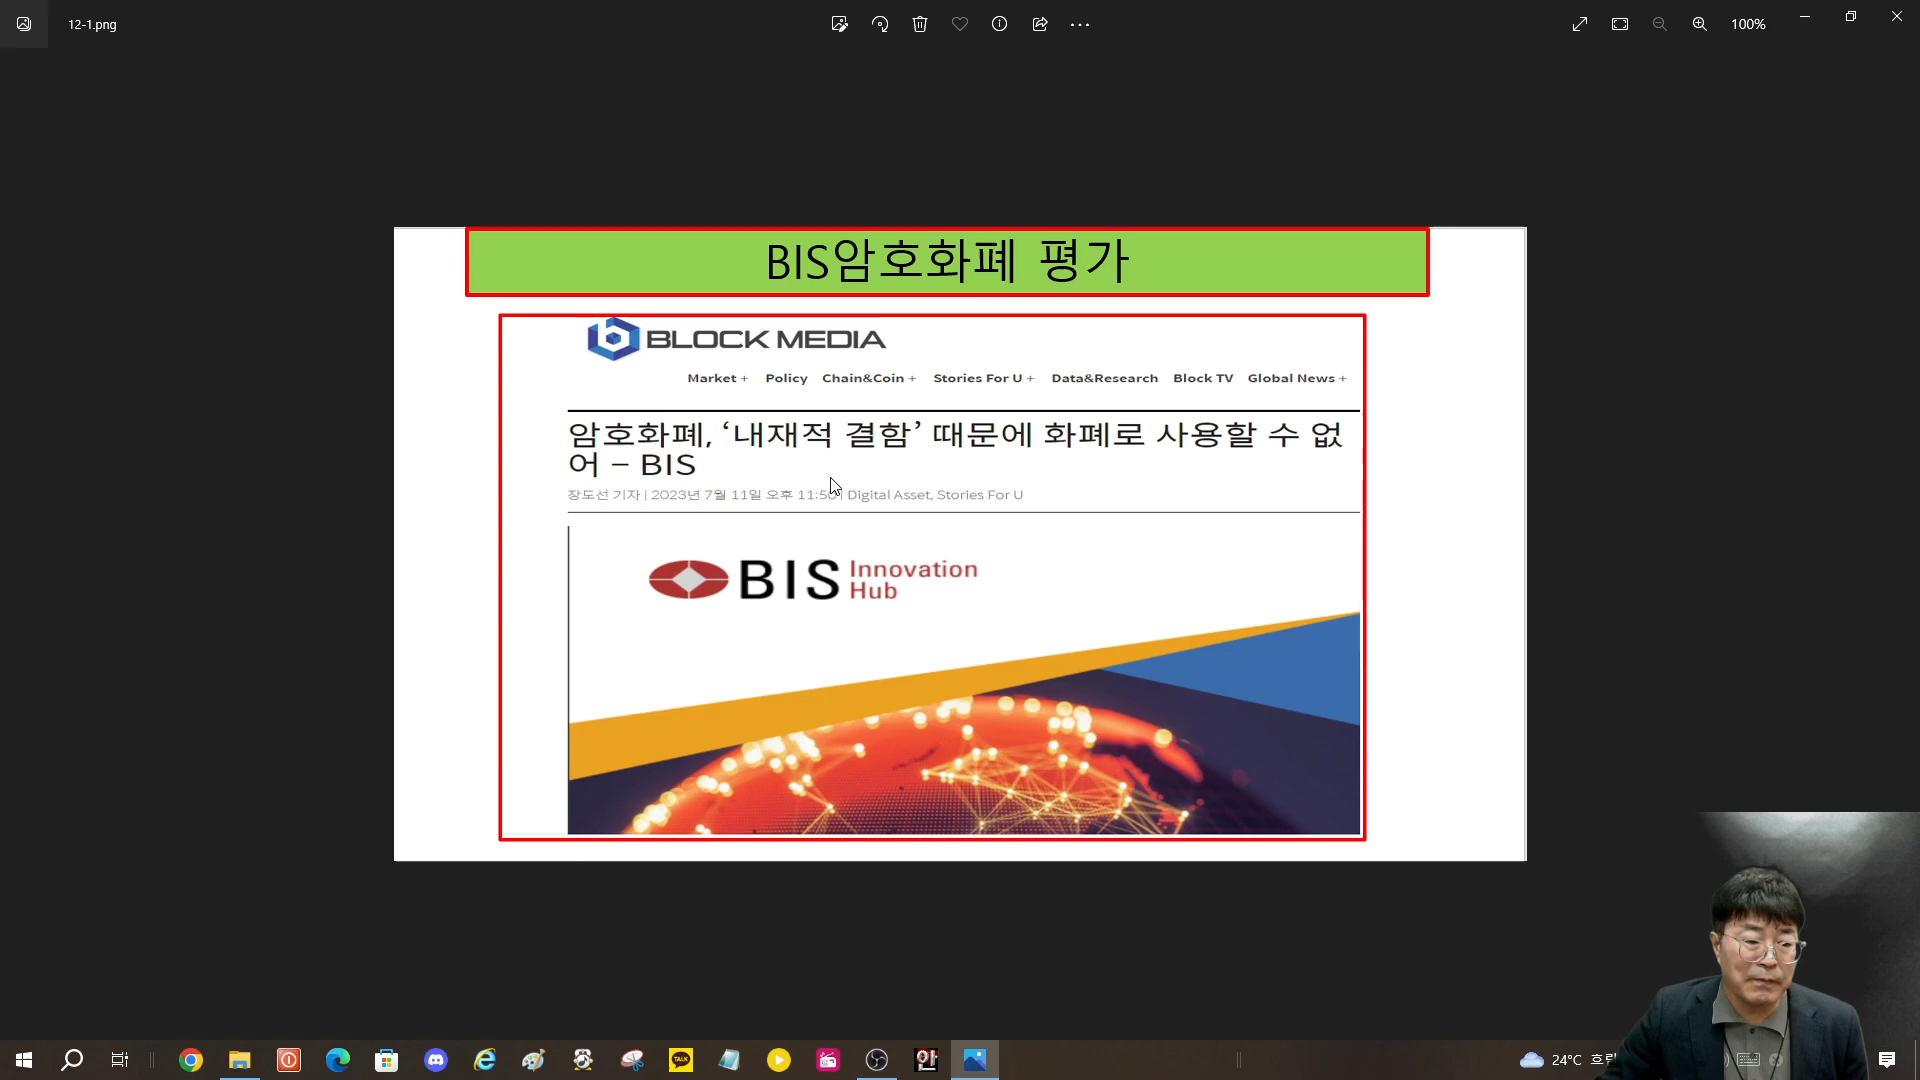 12-1.png
100%
BIS암호화폐 평가
BLOCK MEDIA
Market + Policy Chain&Coin + Stories For U + Data&Research Block TV Global News +
암호화폐, ‘내재적 결함’ 때문에 화폐로 사용할 수 없
어 – BIS
장도선 기자 | 2023년 7월 11일 오후 | Digital Asset, Stories For U
BIS Innovation
Hub
TALK
안
24°C